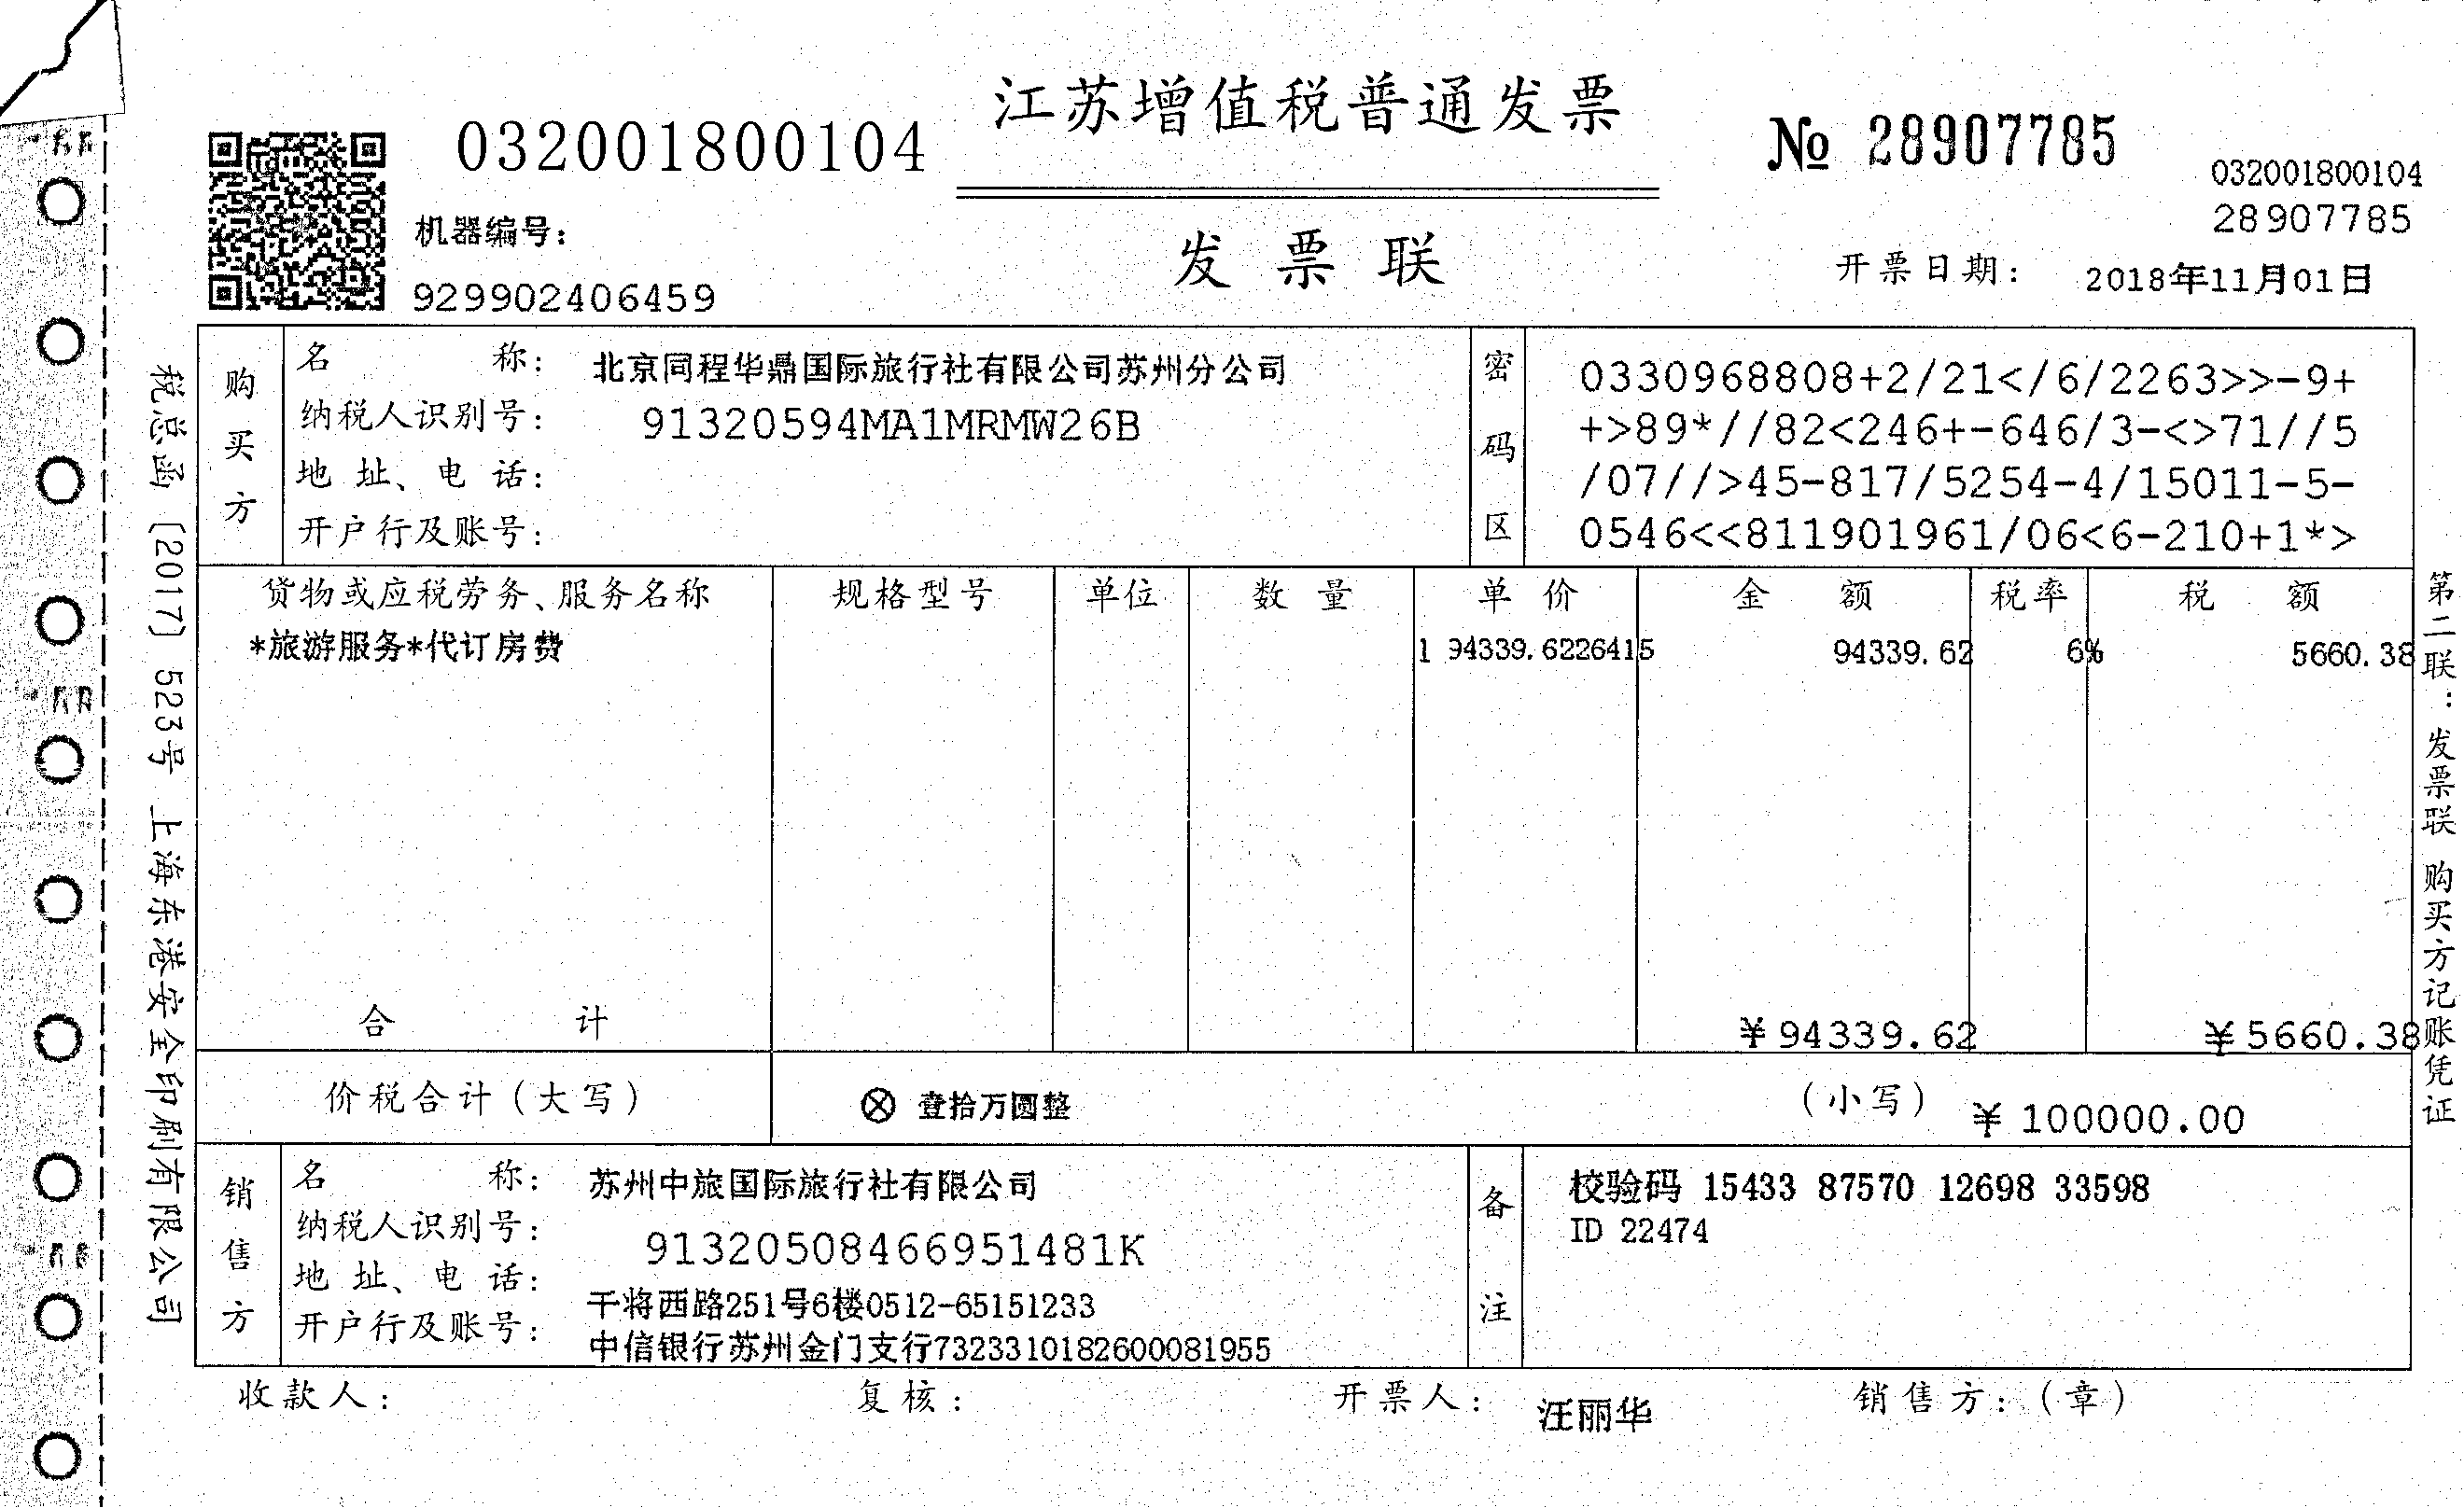 江苏增值税普通发票
032001800104
№ 28907785
032001800104
28907785
机器编号：
929902406459
发票联
开票日期： 2018年11月01日
税总函〔2017〕523号 上海东港安全印刷有限公司
购买方
名称： 北京同程华鼎国际旅行社有限公司苏州分公司
纳税人识别号： 91320594MA1MRMW26B
地址、电话：
开户行及账号：
密码区
0330968808+2/21</6/2263>>-9+
+>89*//82<246+-646/3-<>71//5
/07//>45-817/5254-4/15011-5-
0546<<811901961/06<6-210+1*>
货物或应税劳务、服务名称 规格型号 单位 数量 单价 金额 税率 税额
*旅游服务*代订房费 1 94339.6226415 94339.62 6% 5660.38
合计 ¥94339.62 ¥5660.38
价税合计（大写） ⊗ 壹拾万圆整 （小写） ¥ 100000.00
销售方
名称： 苏州中旅国际旅行社有限公司
纳税人识别号： 91320508466951481K
地址、电话： 干将西路251号6楼0512-65151233
开户行及账号： 中信银行苏州金门支行7323310182600081955
备注
校验码 15433 87570 12698 33598
ID 22474
收款人： 复核： 开票人： 汪丽华 销售方：（章）
第二联：发票联 购买方记账凭证